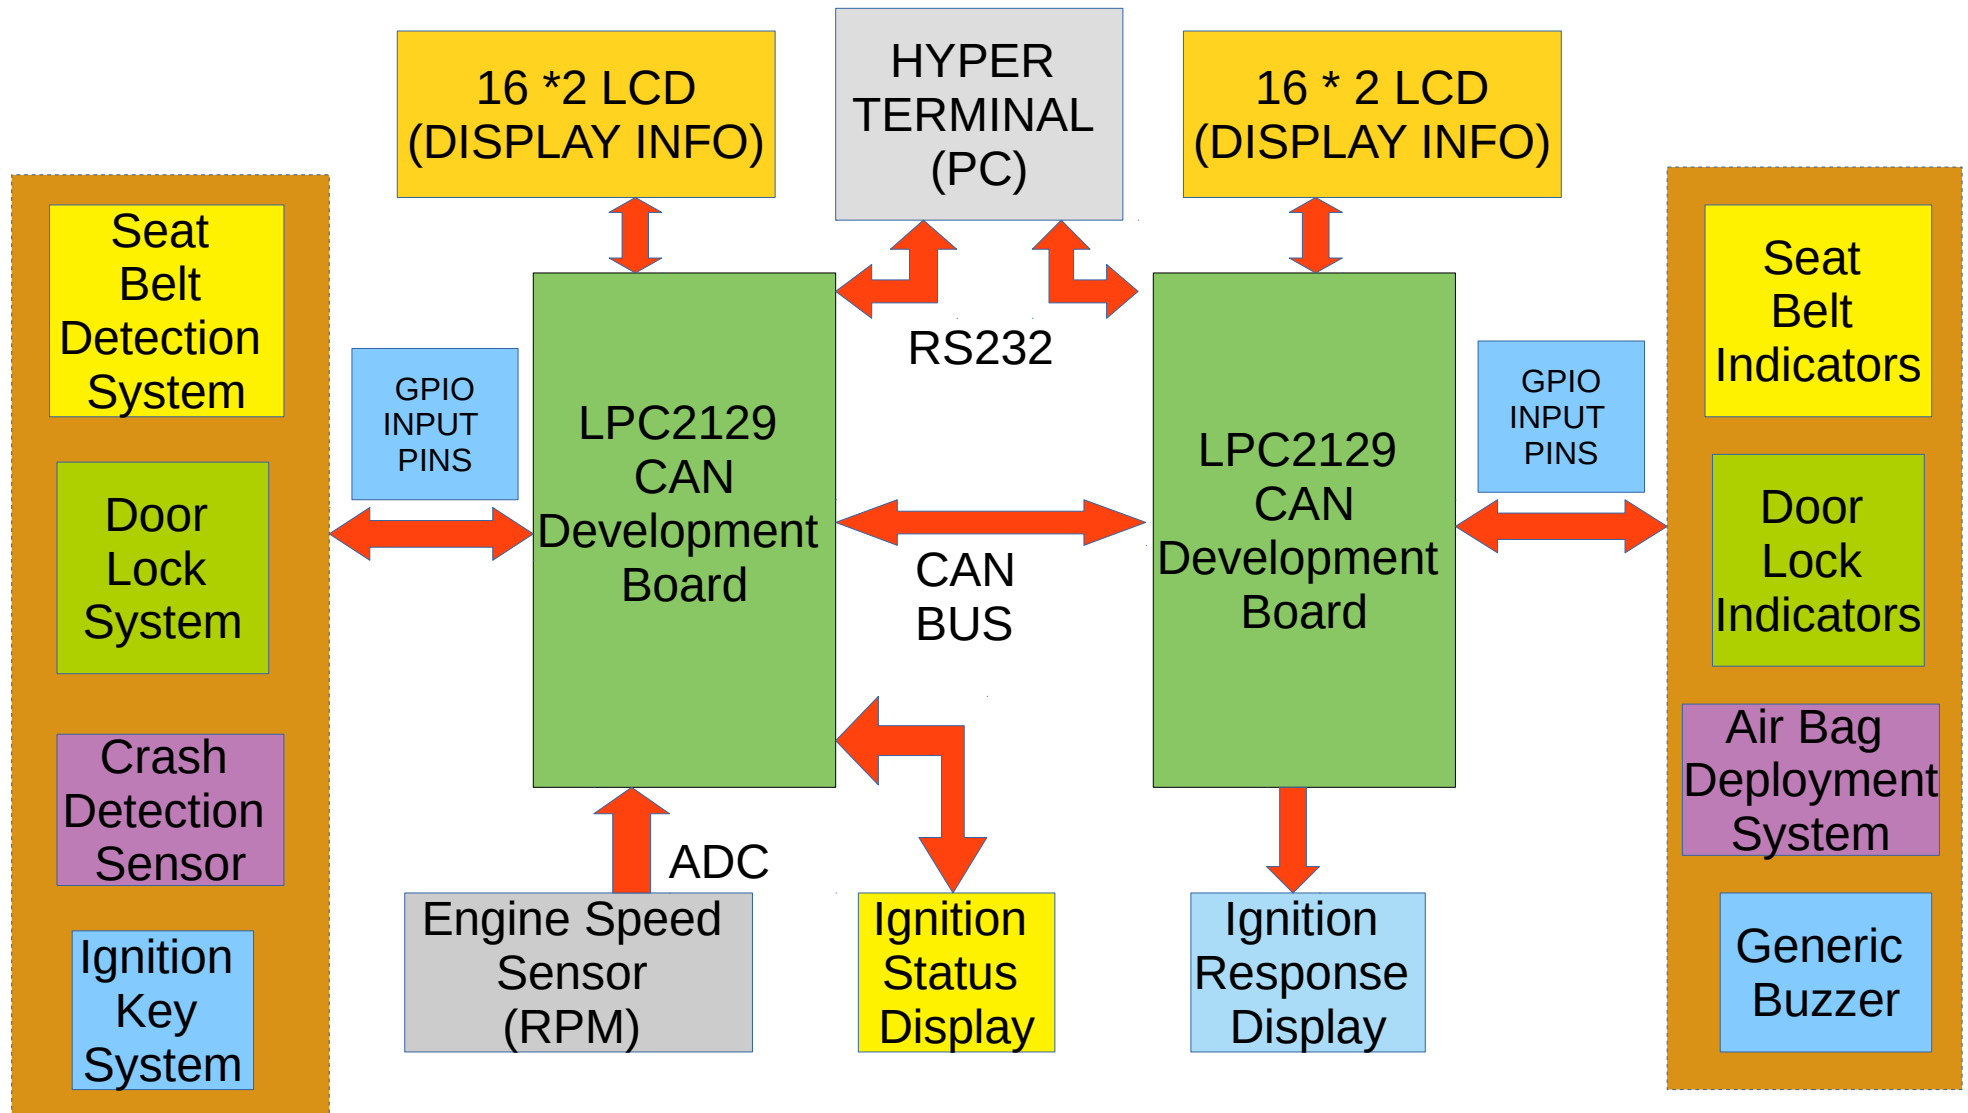 16 *2 LCD
(DISPLAY INFO)
HYPER
TERMINAL
(PC)
16 * 2 LCD
(DISPLAY INFO)
Seat
Belt
Detection
System
Door
Lock
System
Crash
Detection
Sensor
Ignition
Key
System
GPIO
INPUT
PINS
LPC2129
CAN
Development
Board
RS232
CAN
BUS
LPC2129
CAN
Development
Board
GPIO
INPUT
PINS
Seat
Belt
Indicators
Door
Lock
Indicators
Air Bag
Deployment
System
Generic
Buzzer
ADC
Engine Speed
Sensor
(RPM)
Ignition
Status
Display
Ignition
Response
Display